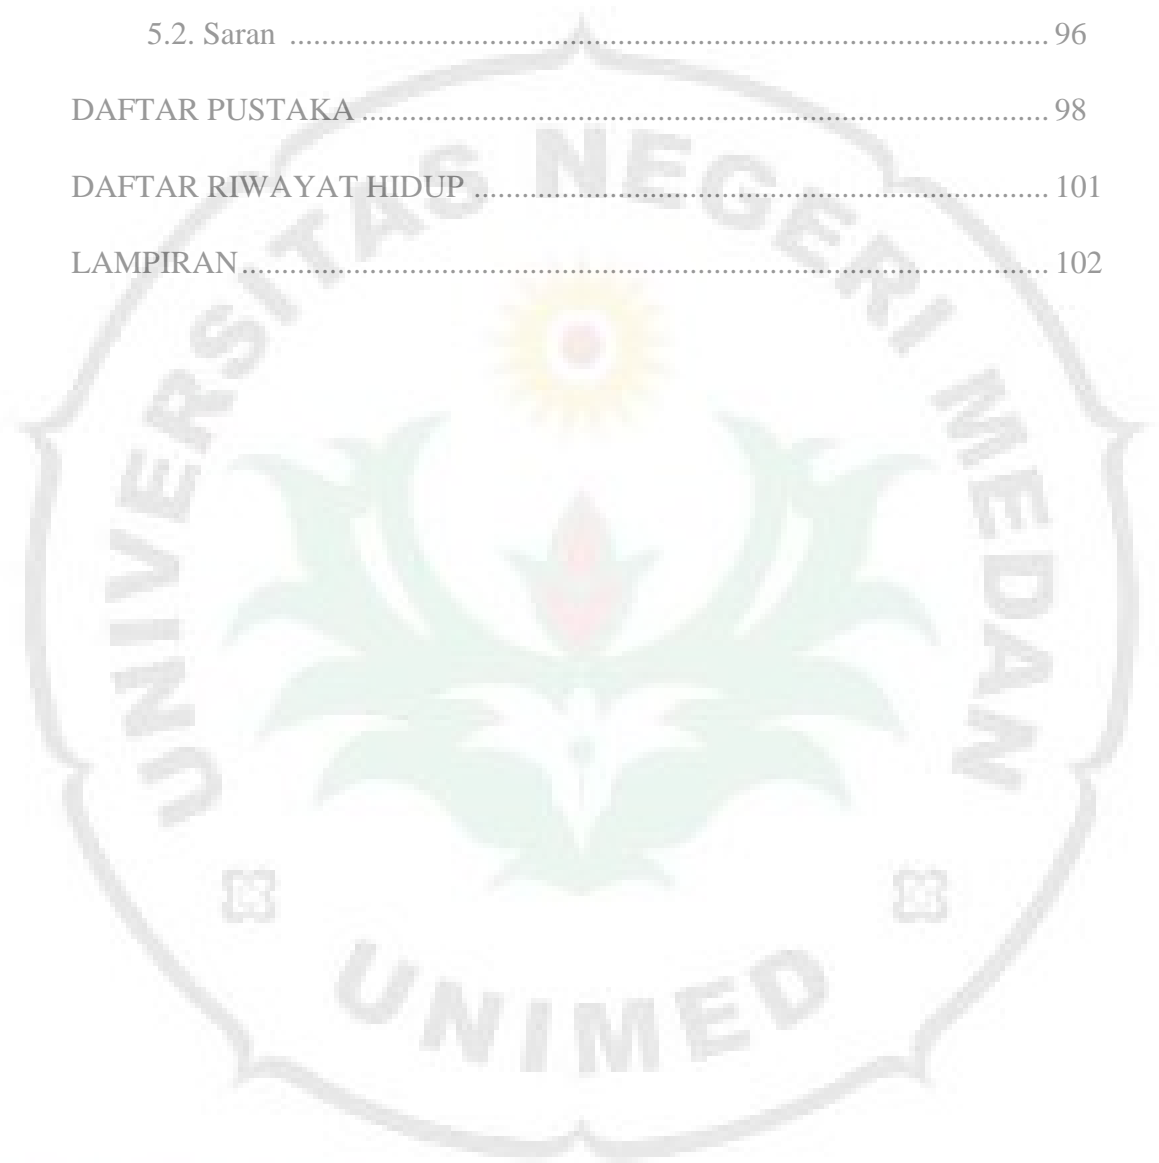 5.2. Saran ............................................................................................... 96
DAFTAR PUSTAKA ...................................................................................... 98
DAFTAR RIWAYAT HIDUP ........................................................................ 101
LAMPIRAN..................................................................................................... 102
UNIVERSITAS NEGERI MEDAN
UNIMED